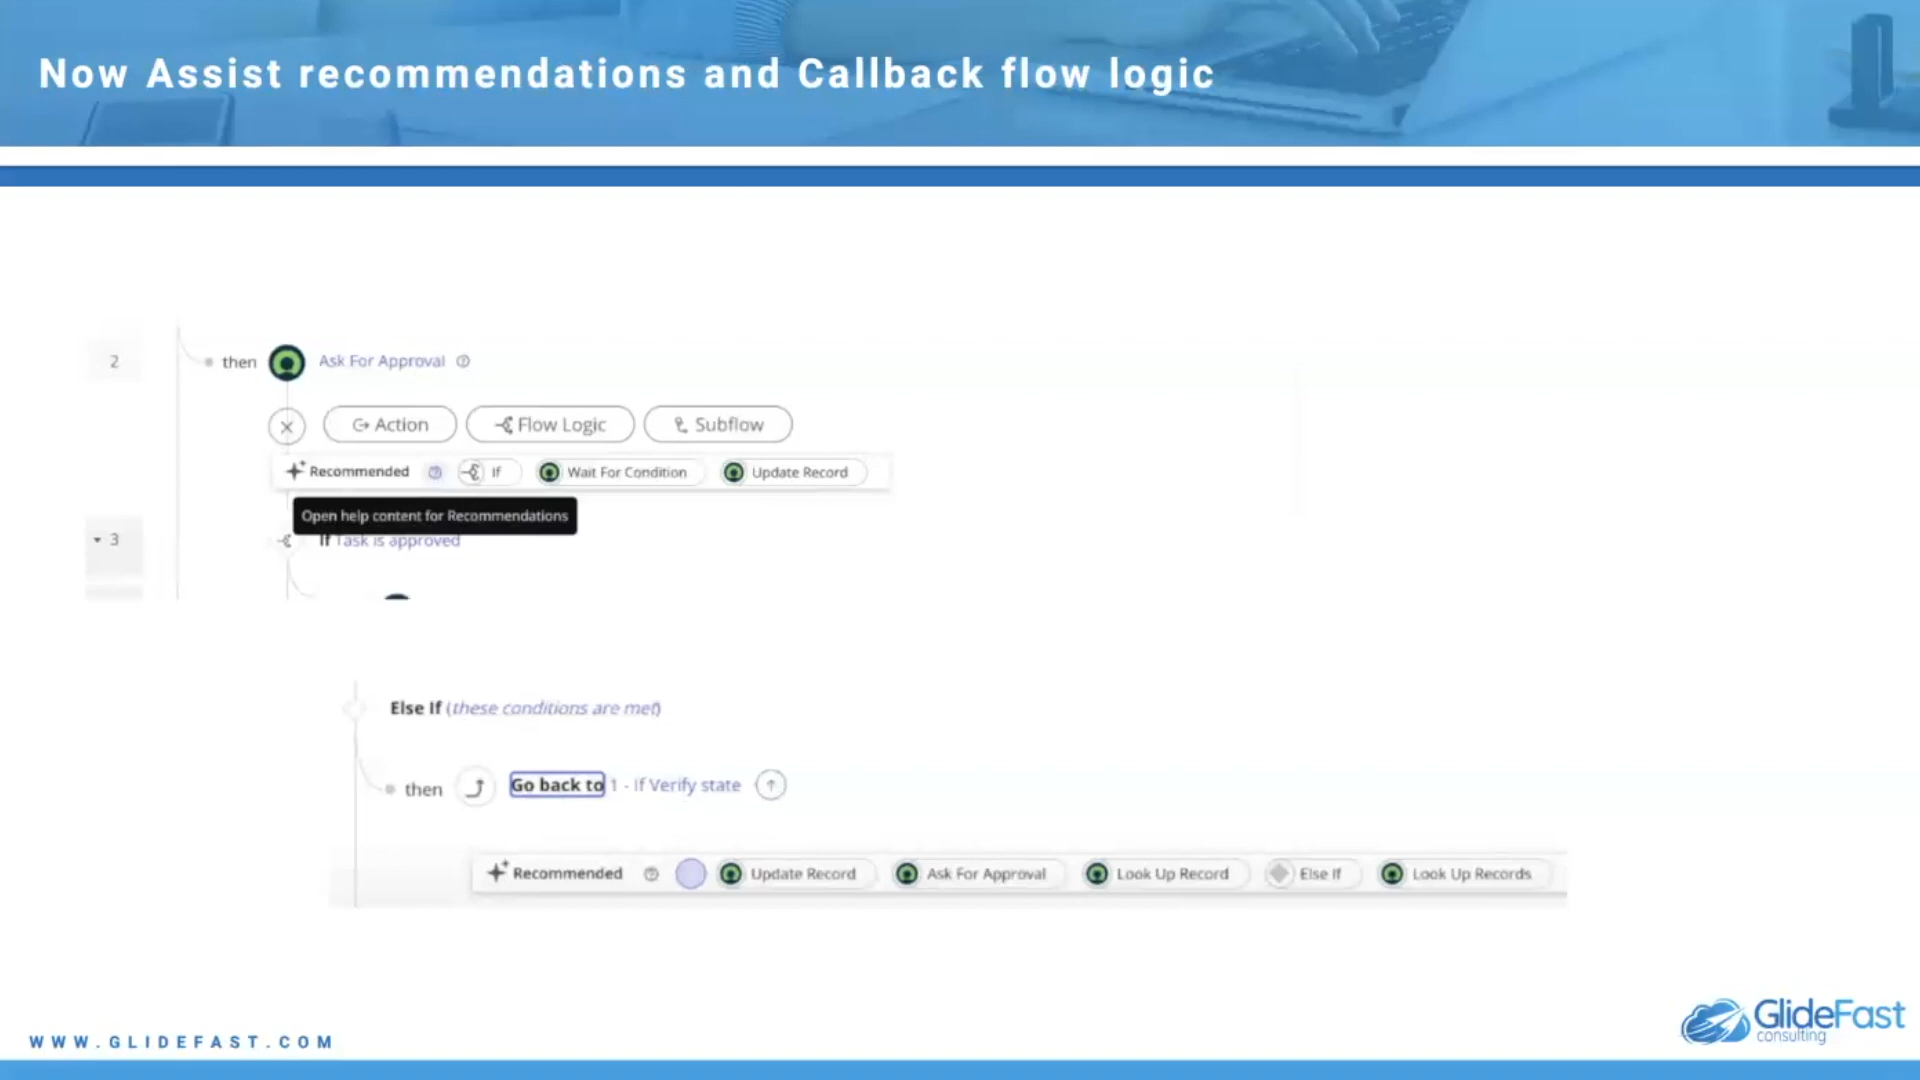 Now Assist recommendations and Callback flow logic
2 then Ask For Approval
Action Flow Logic Subflow
Recommended If Wait For Condition Update Record
Open help content for Recommendations
3 If Task is approved
Else If (these conditions are met)
then Go back to 1 - If Verify state
Recommended Update Record Ask For Approval Look Up Record Else If Look Up Records
GlideFast
consulting
WWW.GLIDEFAST.COM